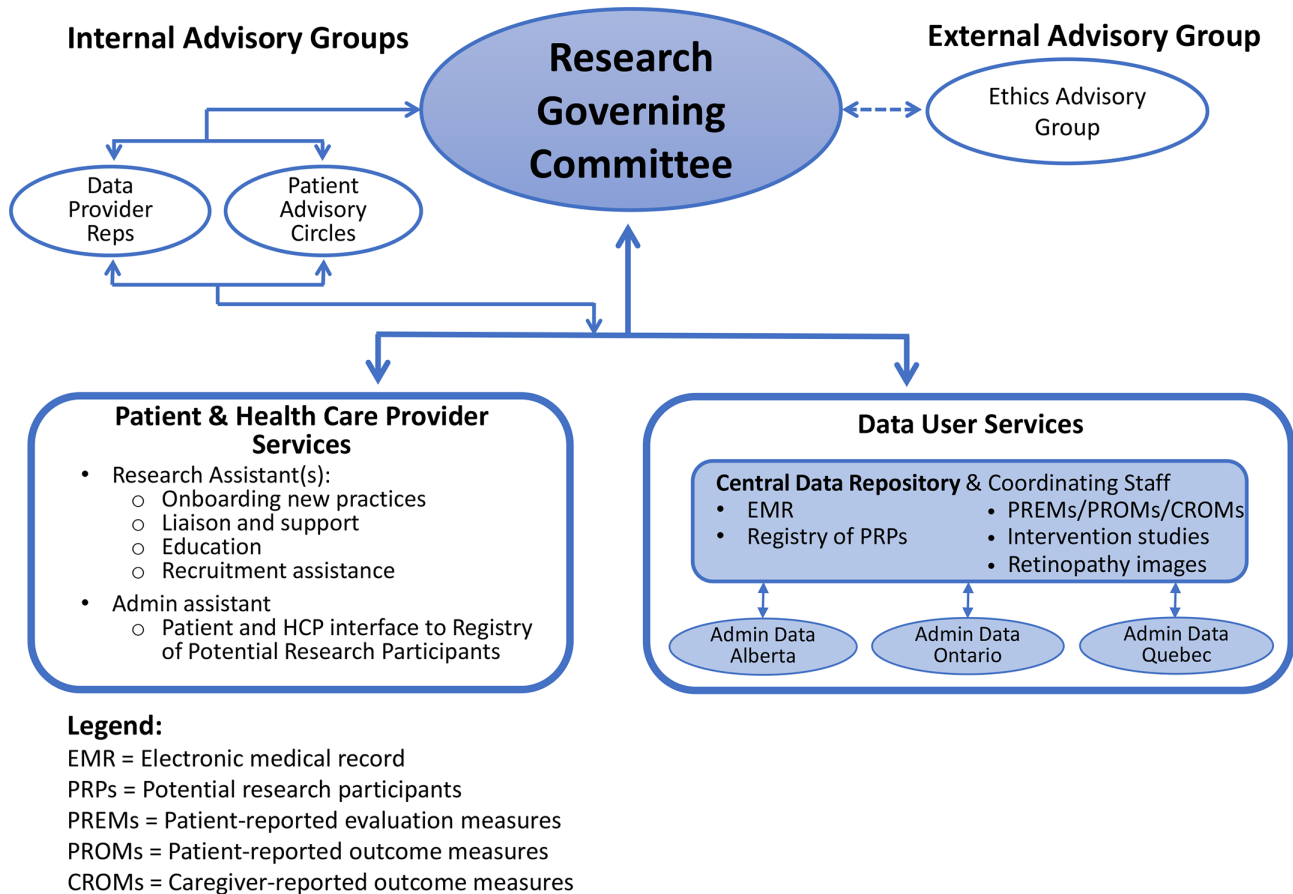 Internal Advisory Groups
Research
Governing
Committee
External Advisory Group
Ethics Advisory
Group
Data
Provider
Reps
Patient
Advisory
Circles
Patient & Health Care Provider
Services
• Research Assistant(s):
o Onboarding new practices
o Liaison and support
o Education
o Recruitment assistance
• Admin assistant
o Patient and HCP interface to Registry
of Potential Research Participants
Data User Services
Central Data Repository & Coordinating Staff
• EMR
• Registry of PRPs
• PREMs/PROMs/CROMs
• Intervention studies
• Retinopathy images
Admin Data
Alberta
Admin Data
Ontario
Admin Data
Quebec
Legend:
EMR = Electronic medical record
PRPs = Potential research participants
PREMs = Patient-reported evaluation measures
PROMs = Patient-reported outcome measures
CROMs = Caregiver-reported outcome measures